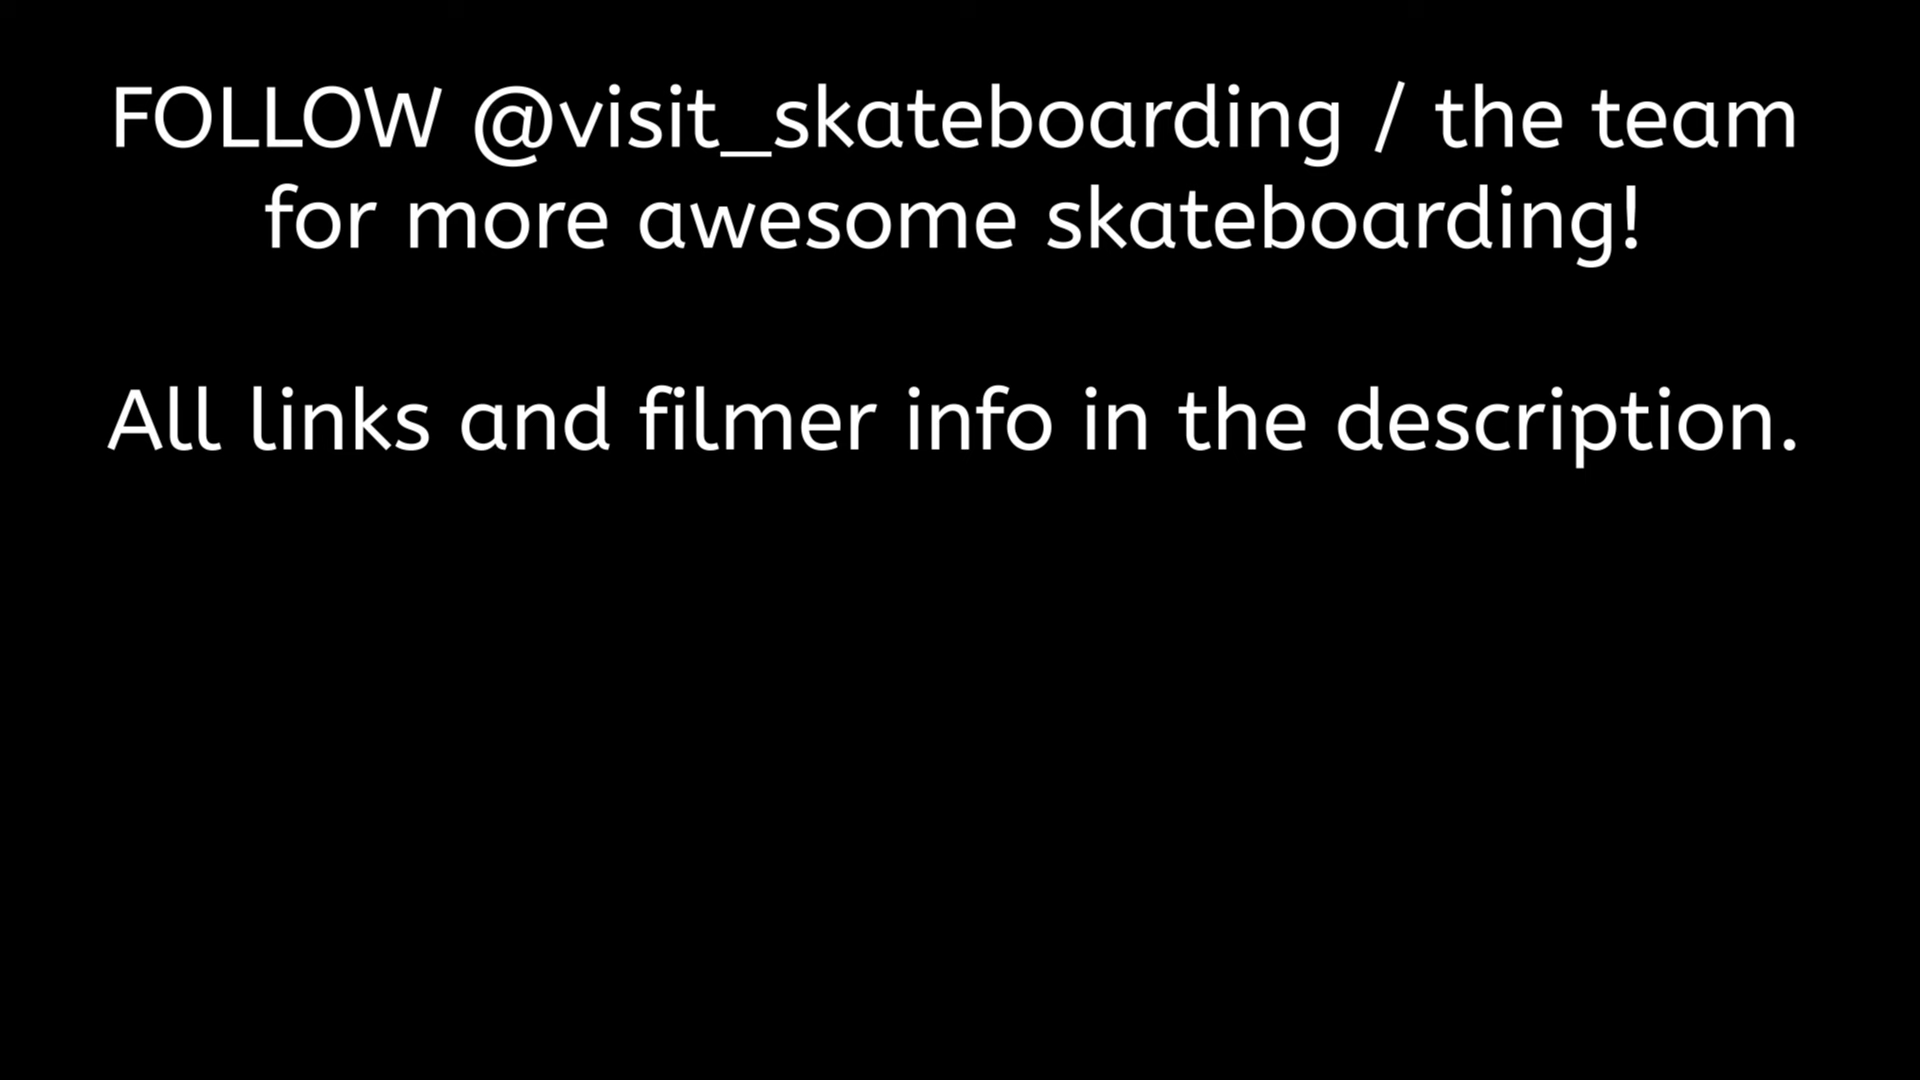 FOLLOW @visit_skateboarding / the team
for more awesome skateboarding!
All links and filmer info in the description.